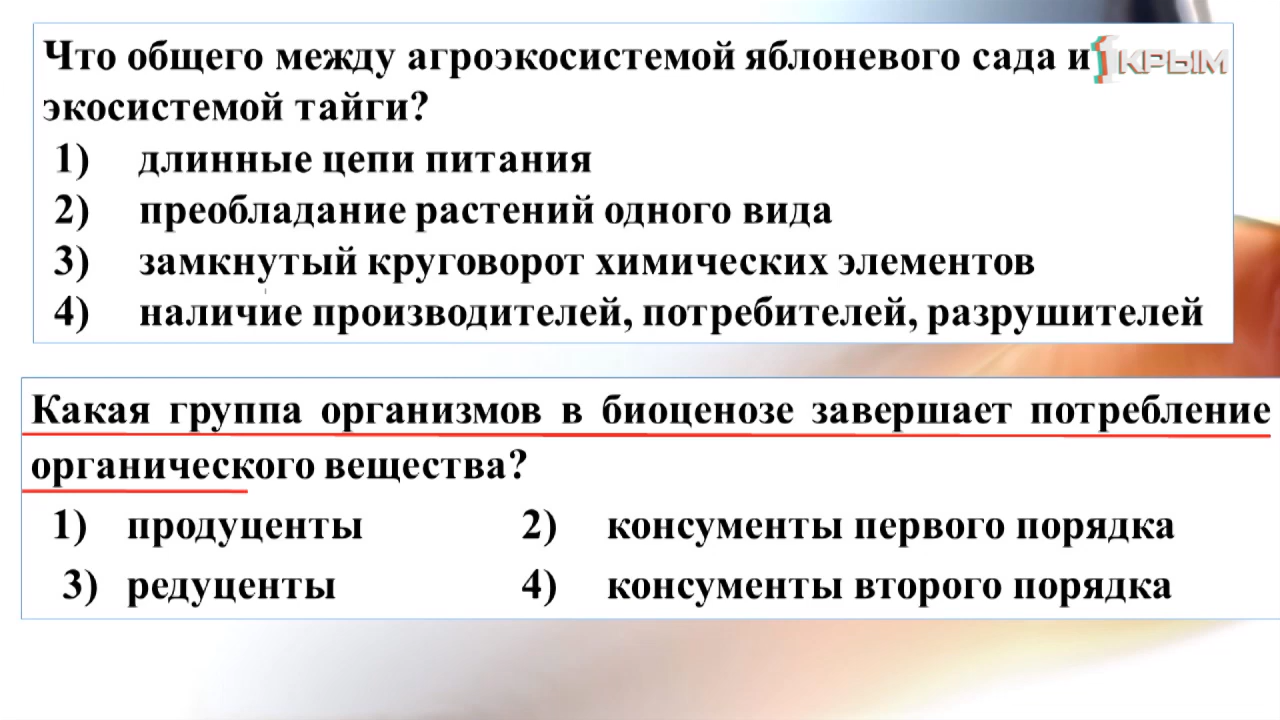 Что общего между агроэкосистемой яблоневого сада и
1КРЫМ
экосистемой тайги?
1) длинные цепи питания
2) преобладание растений одного вида
3) замкнутый круговорот химических элементов
4) наличие производителей, потребителей, разрушителей
Какая группа организмов в биоценозе завершает потребление
органического вещества?
1) продуценты 2) консументы первого порядка
3) редуценты 4) консументы второго порядка